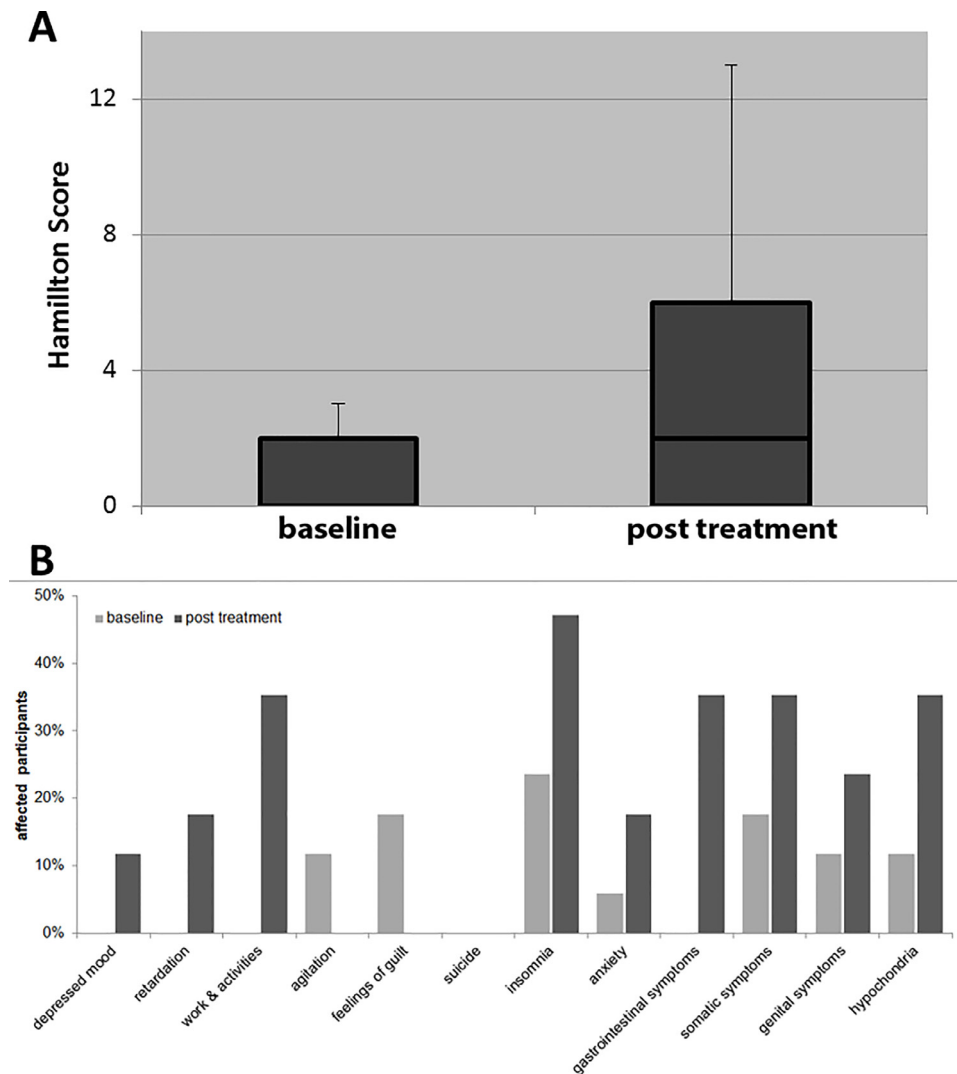 A
Hamillton Score
12
8
4
0
baseline
post treatment
B
affected participants
50%
40%
30%
20%
10%
0%
baseline post treatment
depressed mood
retardation
work & activities
agitation
feelings of guilt
suicide
insomnia
anxiety
gastrointestinal symptoms
somatic symptoms
genital symptoms
hypochondria